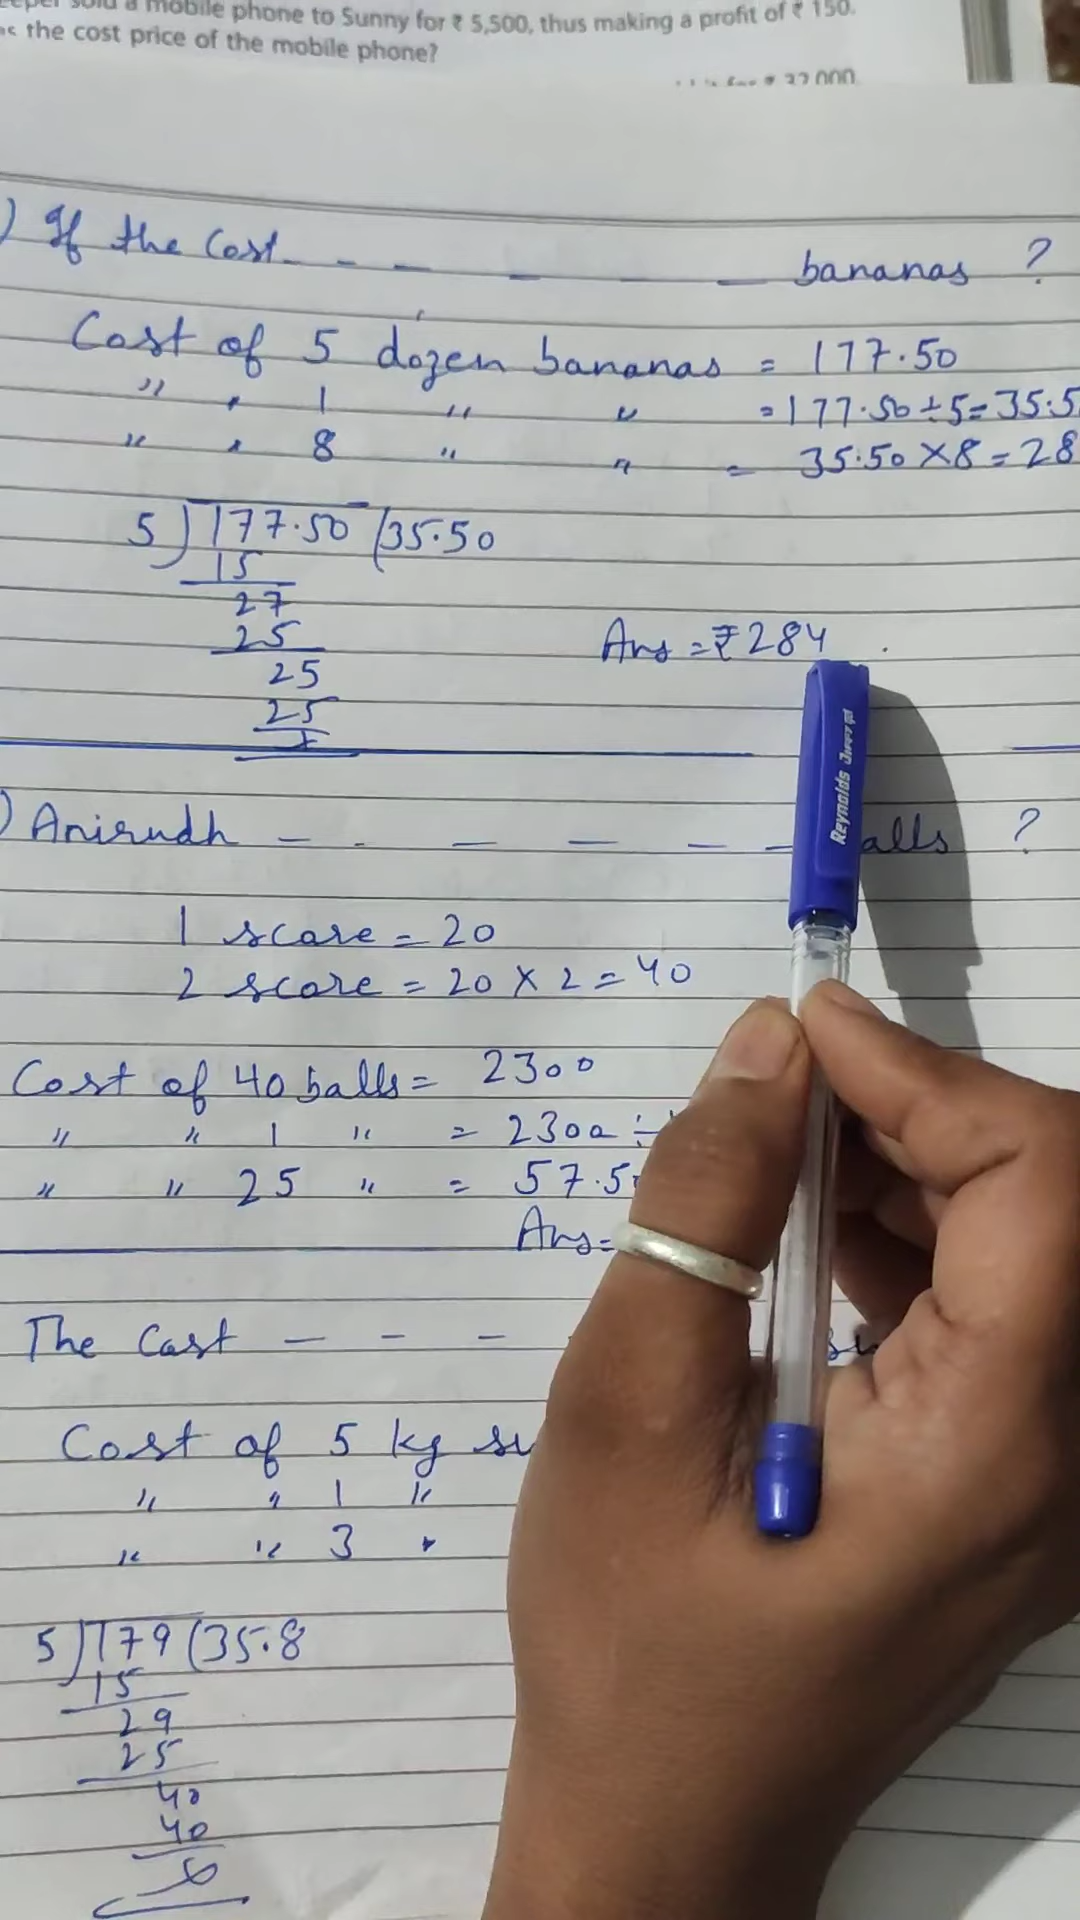 sold a mobile phone to Sunny for ₹ 5,500, thus making a profit of ₹ 150.
the cost price of the mobile phone?
) If the Cost - - - - - - bananas ?
Cost of 5 dozen bananas = 177.50
" " 1 " " = 177.50 ÷ 5 = 35.5
" " 8 " " = 35.50 × 8 = 28
5 ) 177.50 ( 35.50
15
27
25
25
25
Ans = ₹ 284
Reynolds
) Anirudh - - - - - - alls ?
1 score = 20
2 score = 20 × 2 = 40
Cost of 40 balls = 2300
" " 1 " = 2300 ÷
" " 25 " = 57.5
Ans =
The Cost - - -
Cost of 5 kg su
" " 1 "
" " 3 "
5 ) 179 ( 35.8
15
29
25
40
40
0